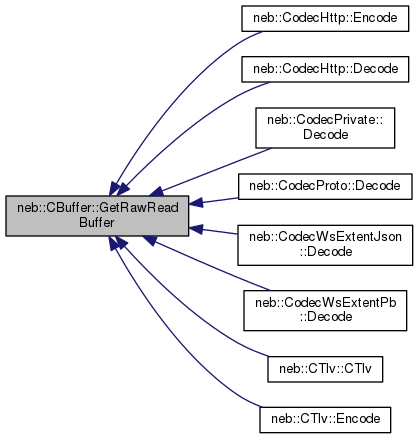 neb::CodecHttp::Encode
neb::CodecHttp::Decode
neb::CodecPrivate::
Decode
neb::CBuffer::GetRawRead
Buffer
neb::CodecProto::Decode
neb::CodecWsExtentJson
::Decode
neb::CodecWsExtentPb
::Decode
neb::CTlv::CTlv
neb::CTlv::Encode